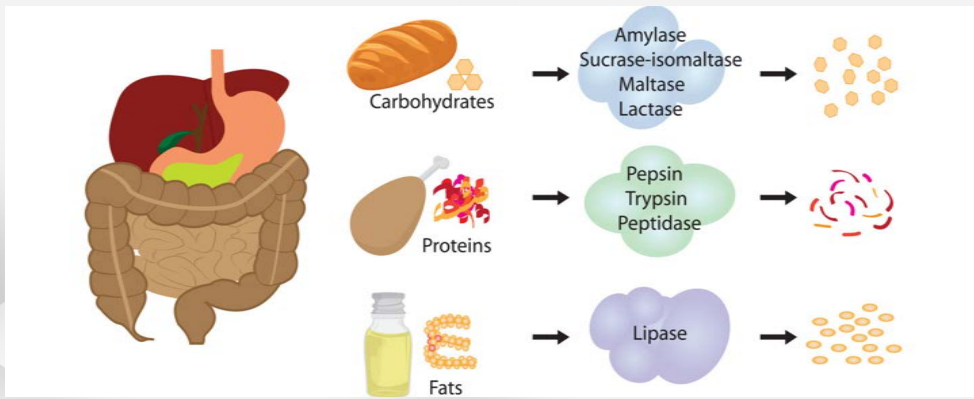 Carbohydrates
Amylase
Sucrase-isomaltase
Maltase
Lactase
Proteins
Pepsin
Trypsin
Peptidase
Fats
Lipase